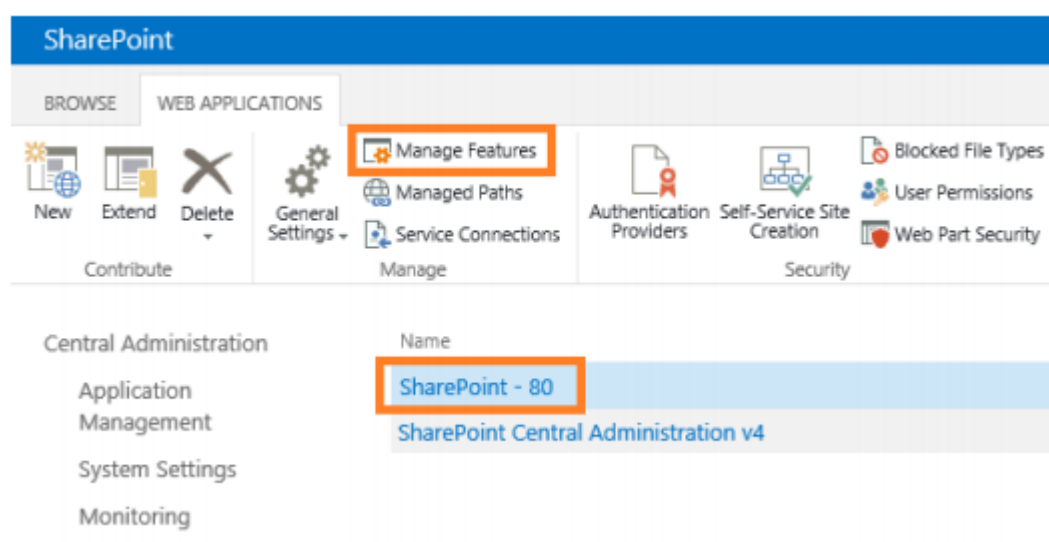 SharePoint
BROWSE WEB APPLICATIONS
New
Extend
Delete
General
Settings
Manage Features
Managed Paths
Service Connections
Authentication
Providers
Self-Service Site
Creation
Blocked File Types
User Permissions
Web Part Security
Contribute
Manage
Security
Central Administration
Application
Management
System Settings
Monitoring
Name
SharePoint - 80
SharePoint Central Administration v4